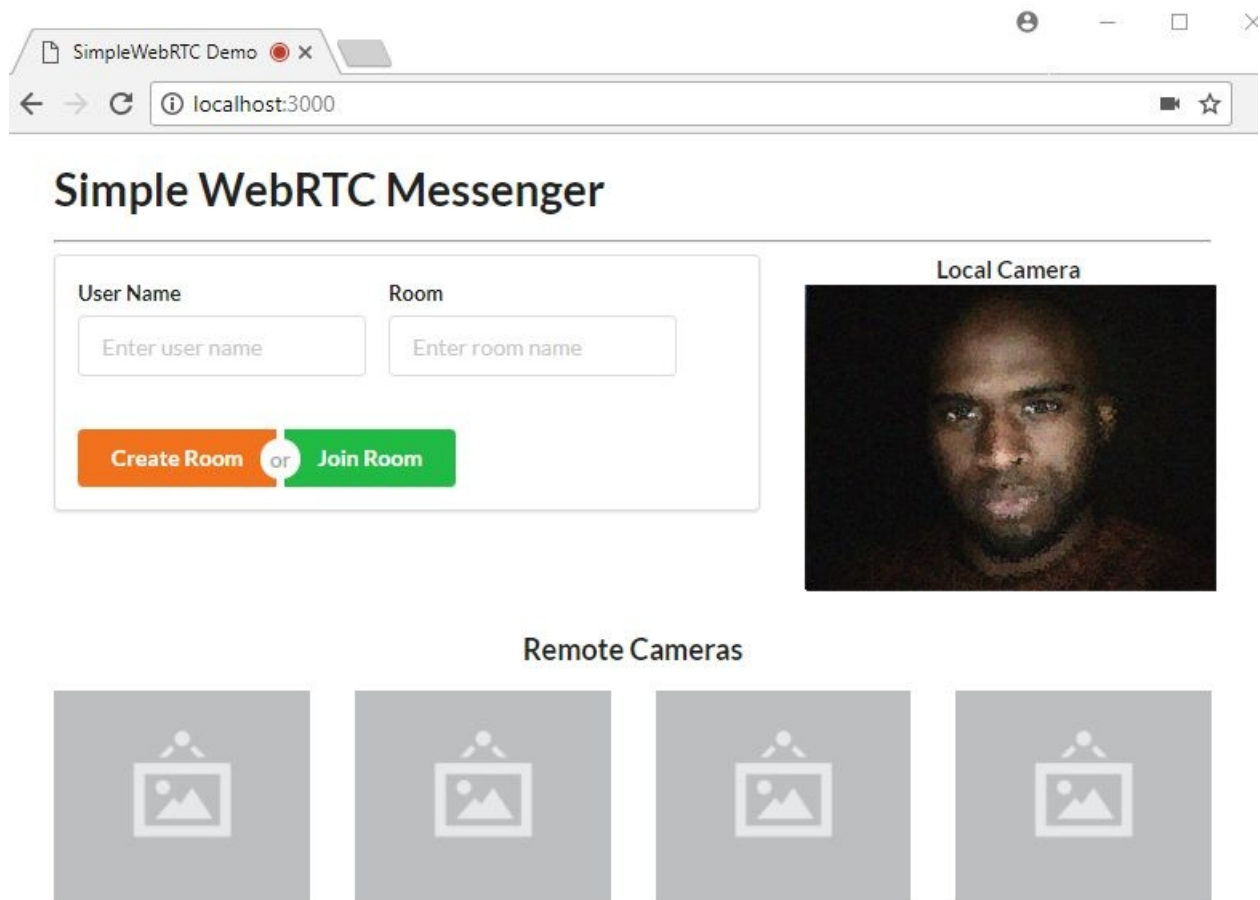 SimpleWebRTC Demo
localhost:3000
Simple WebRTC Messenger
Local Camera
User Name Room
Enter user name Enter room name
Create Room or Join Room
Remote Cameras